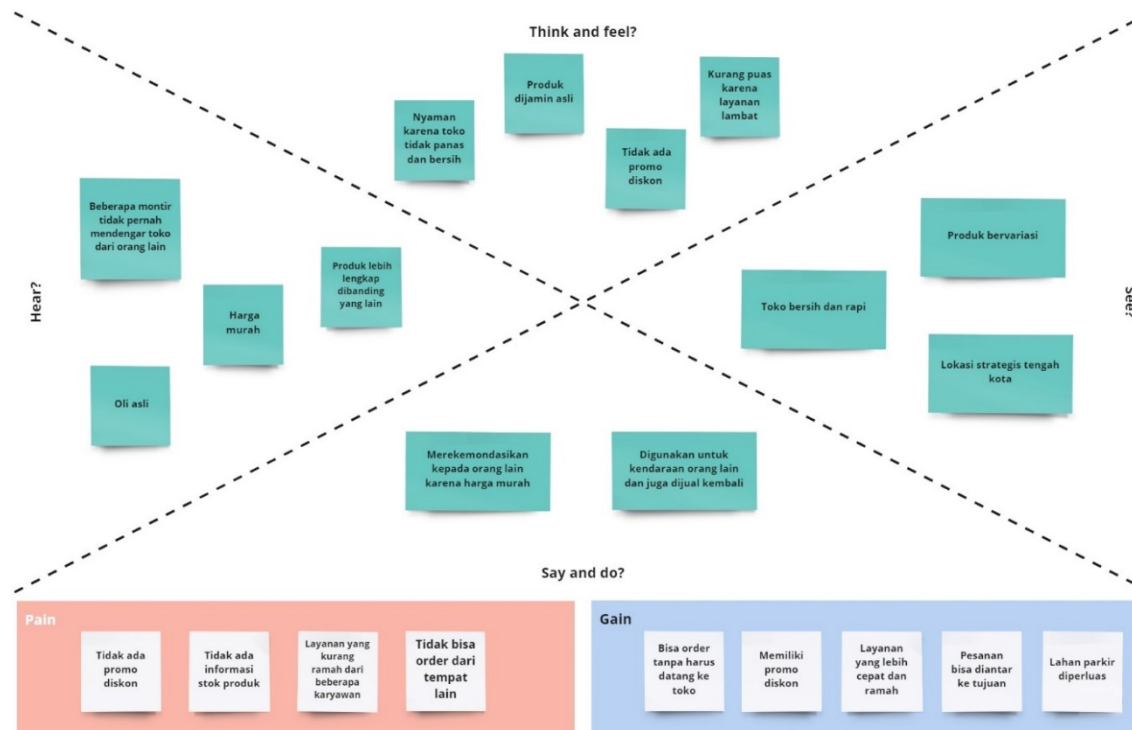 Think and feel?
Nyaman
karena toko
tidak panas
dan bersih
Produk
dijamin asli
Tidak ada
promo
diskon
Kurang puas
karena
layanan
lambat
Hear?
Beberapa montir
tidak pernah
mendengar toko
dari orang lain
Harga
murah
Produk lebih
lengkap
dibanding
yang lain
Oli asli
See?
Produk bervariasi
Toko bersih dan rapi
Lokasi strategis tengah
kota
Merekemondasikan
kepada orang lain
karena harga murah
Digunakan untuk
kendaraan orang lain
dan juga dijual kembali
Say and do?
Pain
Tidak ada
promo
diskon
Tidak ada
informasi
stok produk
Layanan yang
kurang
ramah dari
beberapa
karyawan
Tidak bisa
order dari
tempat
lain
Gain
Bisa order
tanpa harus
datang ke
toko
Memiliki
promo
diskon
Layanan
yang lebih
cepat dan
ramah
Pesanan
bisa diantar
ke tujuan
Lahan parkir
diperluas